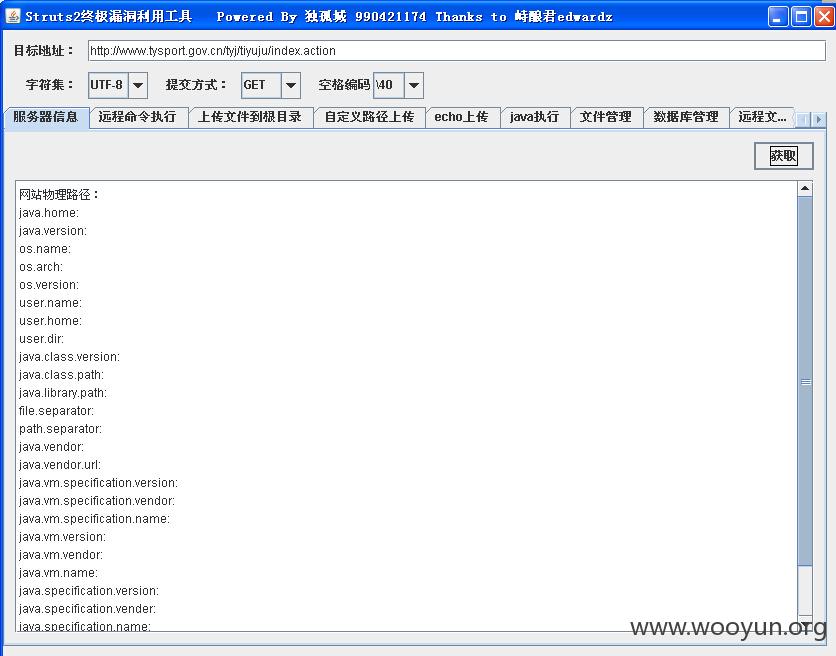 Struts2终极漏洞利用工具 Powered By 独孤城 990421174 Thanks to 峙酿君edwardz
目标地址： http://www.tysport.gov.cn/tyj/tiyuju/index.action
字符集： UTF-8 提交方式： GET 空格编码 \40
服务器信息 远程命令执行 上传文件到根目录 自定义路径上传 echo上传 java执行 文件管理 数据库管理 远程文...
获取
网站物理路径：
java.home:
java.version:
os.name:
os.arch:
os.version:
user.name:
user.home:
user.dir:
java.class.version:
java.class.path:
java.library.path:
file.separator:
path.separator:
java.vendor:
java.vendor.url:
java.vm.specification.version:
java.vm.specification.vendor:
java.vm.specification.name:
java.vm.version:
java.vm.vendor:
java.vm.name:
java.specification.version:
java.specification.vender:
java.specification.name:
www.wooyun.org